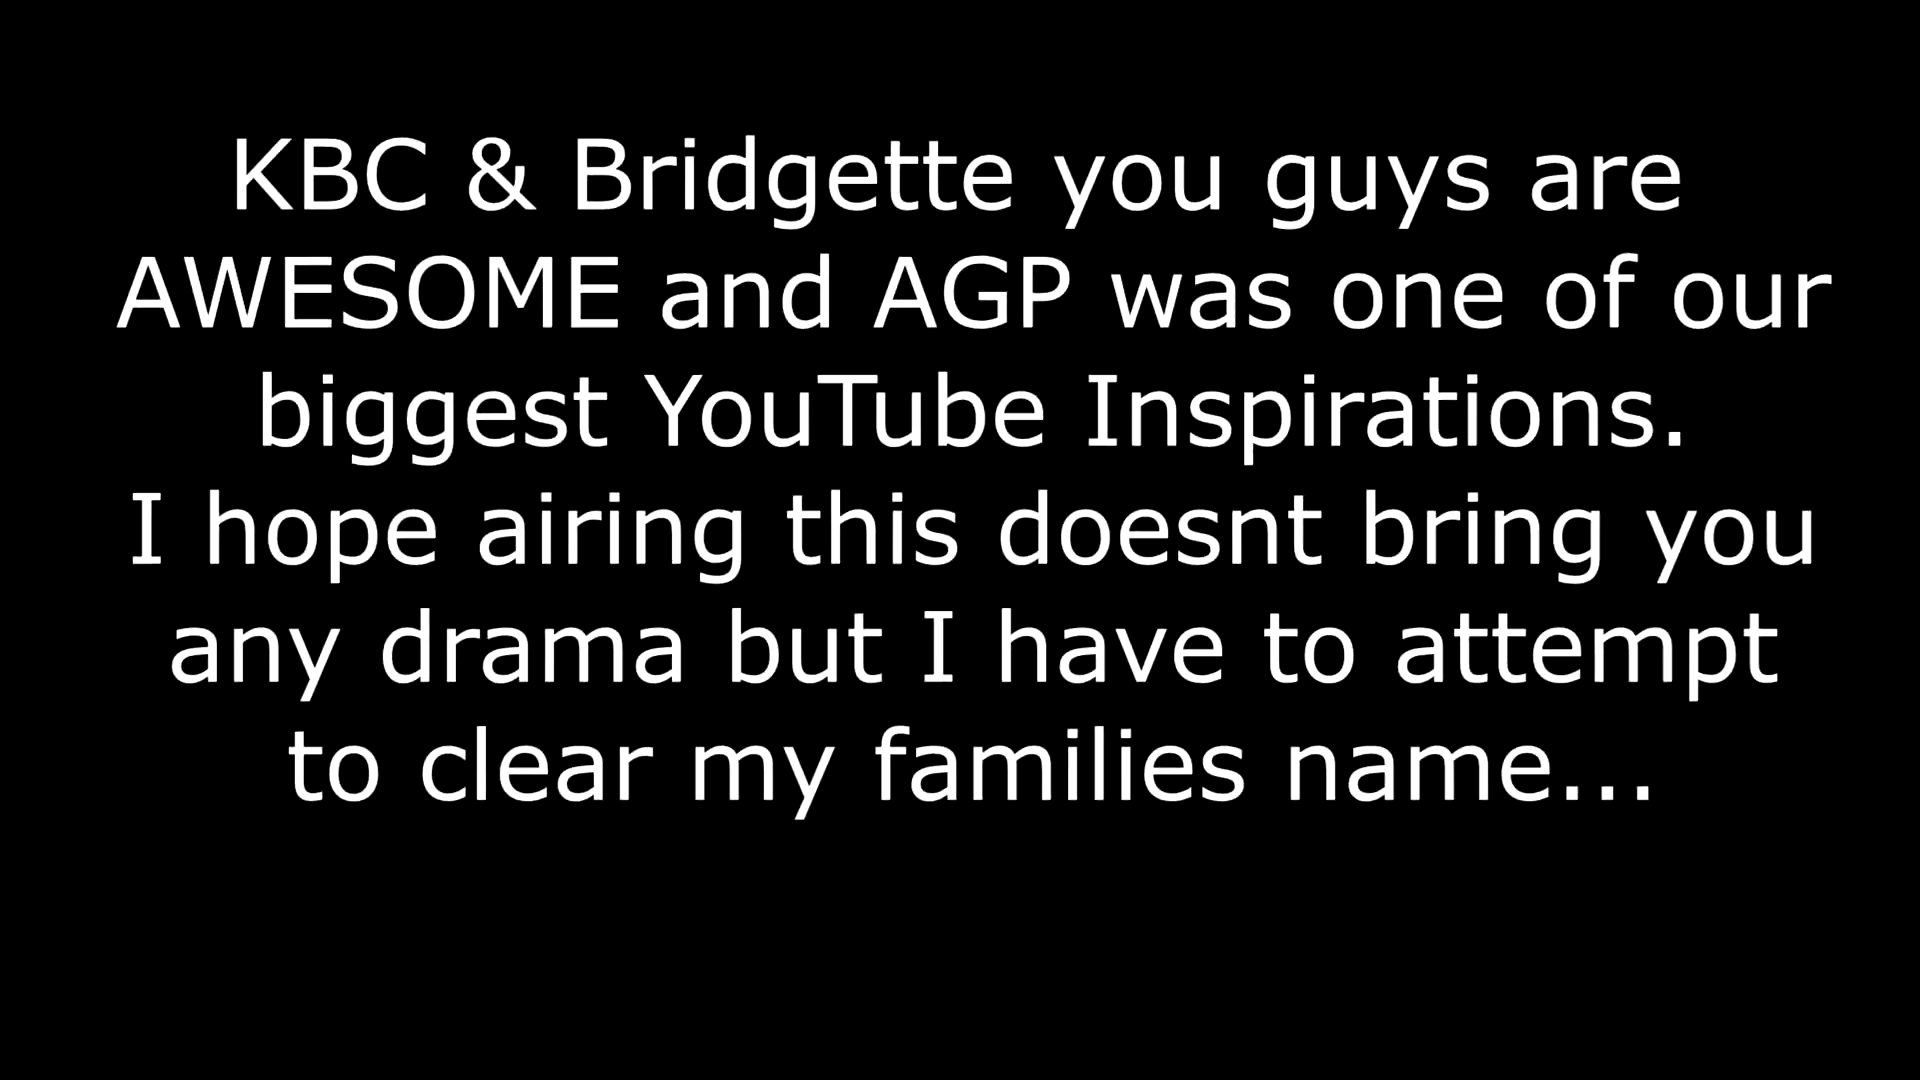 KBC & Bridgette you guys are
AWESOME and AGP was one of our
biggest YouTube Inspirations.
I hope airing this doesnt bring you
any drama but I have to attempt
to clear my families name...